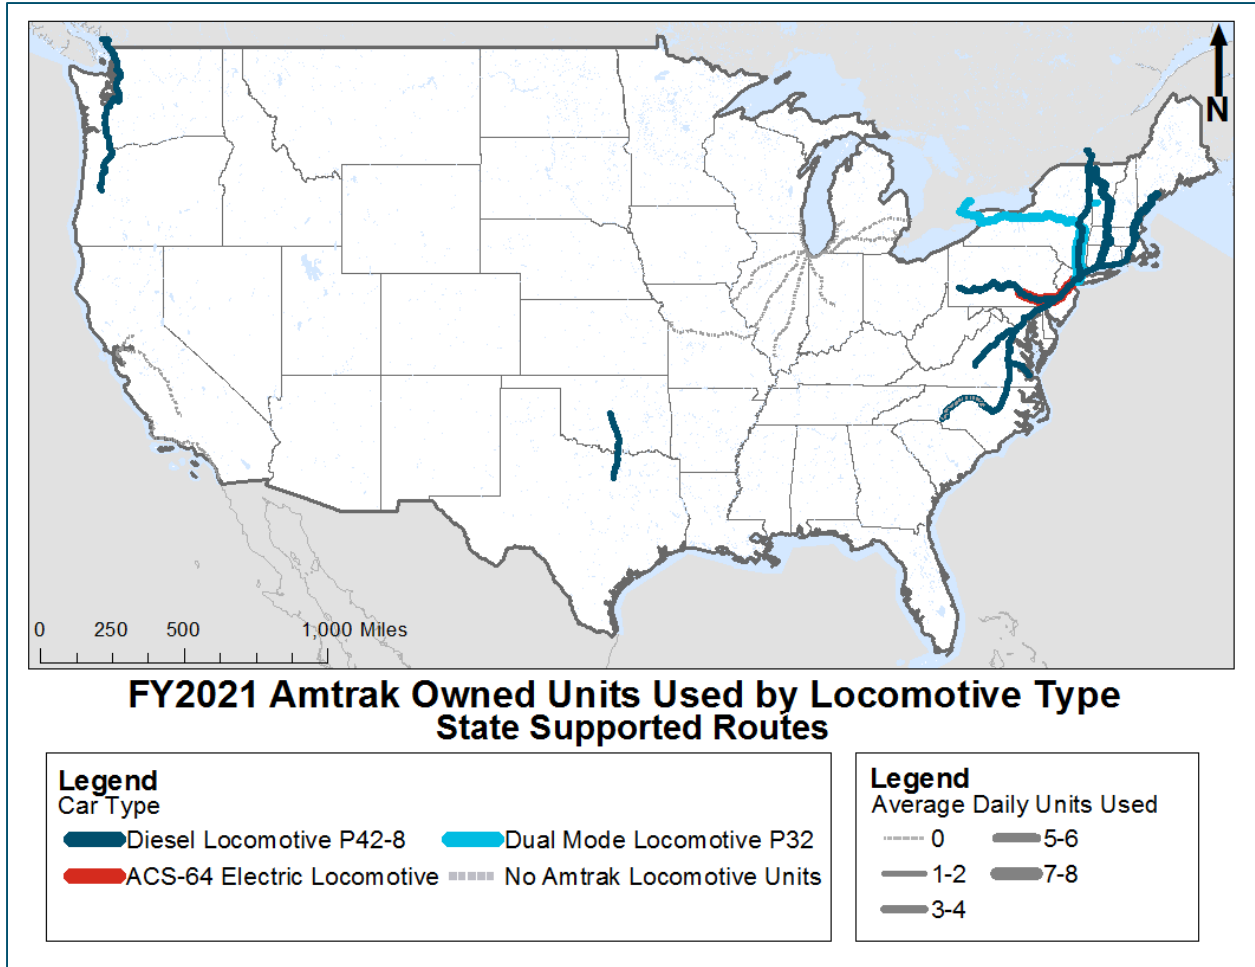 N
0 250 500 1,000 Miles
FY2021 Amtrak Owned Units Used by Locomotive Type
State Supported Routes
Legend
Car Type
Diesel Locomotive P42-8
Dual Mode Locomotive P32
ACS-64 Electric Locomotive
No Amtrak Locomotive Units
Legend
Average Daily Units Used
0
5-6
1-2
7-8
3-4